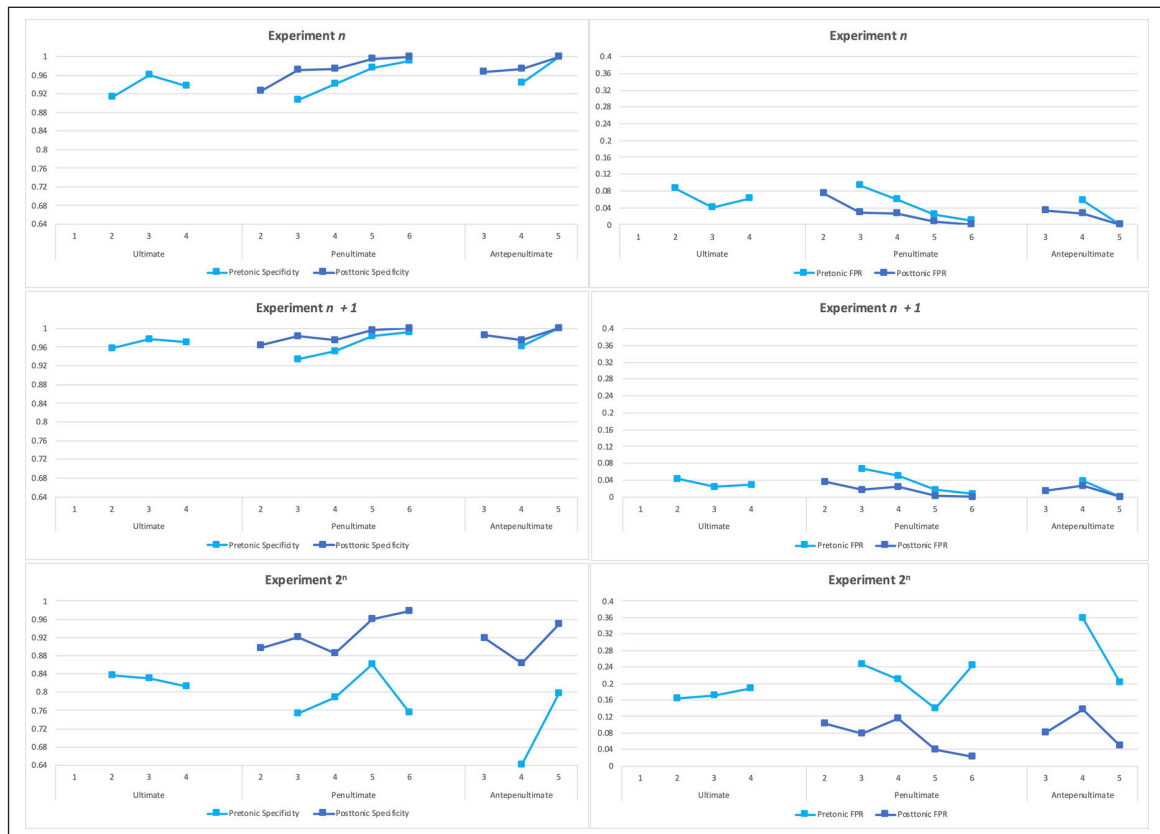 Experiment n
1
0.96
0.92
0.88
0.84
0.8
0.76
0.72
0.68
0.64
1 2 3 4 2 3 4 5 6 3 4 5
Ultimate Penultimate Antepenultimate
Pretonic Specificity Posttonic Specificity
Experiment n
0.4
0.36
0.32
0.28
0.24
0.2
0.16
0.12
0.08
0.04
0
1 2 3 4 2 3 4 5 6 3 4 5
Ultimate Penultimate Antepenultimate
Pretonic FPR Posttonic FPR
Experiment n + 1
1
0.96
0.92
0.88
0.84
0.8
0.76
0.72
0.68
0.64
1 2 3 4 2 3 4 5 6 3 4 5
Ultimate Penultimate Antepenultimate
Pretonic Specificity Posttonic Specificity
Experiment n + 1
0.4
0.36
0.32
0.28
0.24
0.2
0.16
0.12
0.08
0.04
0
1 2 3 4 2 3 4 5 6 3 4 5
Ultimate Penultimate Antepenultimate
Pretonic FPR Posttonic FPR
Experiment 2ⁿ
1
0.96
0.92
0.88
0.84
0.8
0.76
0.72
0.68
0.64
1 2 3 4 2 3 4 5 6 3 4 5
Ultimate Penultimate Antepenultimate
Pretonic Specificity Posttonic Specificity
Experiment 2ⁿ
0.4
0.36
0.32
0.28
0.24
0.2
0.16
0.12
0.08
0.04
0
1 2 3 4 2 3 4 5 6 3 4 5
Ultimate Penultimate Antepenultimate
Pretonic FPR Posttonic FPR